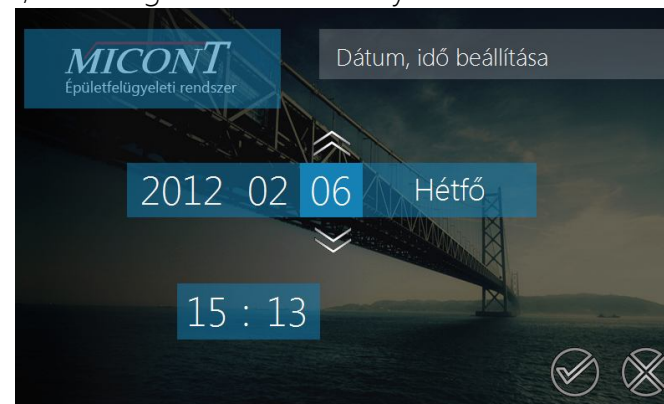 MICONT
Épületfelügyeleti rendszer
Dátum, idő beállítása
2012 02 06 Hétfő
15 : 13